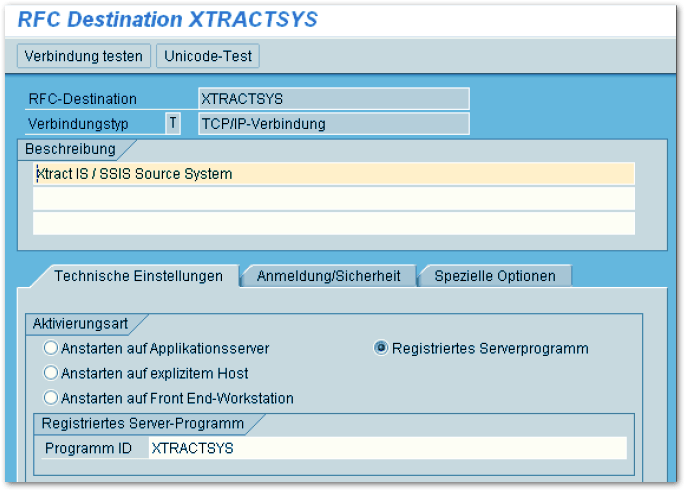 RFC Destination XTRACTSYS
Verbindung testen Unicode-Test
RFC-Destination XTRACTSYS
Verbindungstyp T TCP/IP-Verbindung
Beschreibung
Xtract IS / SSIS Source System
Technische Einstellungen Anmeldung/Sicherheit Spezielle Optionen
Aktivierungsart
Anstarten auf Applikationsserver Registriertes Serverprogramm
Anstarten auf explizitem Host
Anstarten auf Front End-Workstation
Registriertes Server-Programm
Programm ID XTRACTSYS